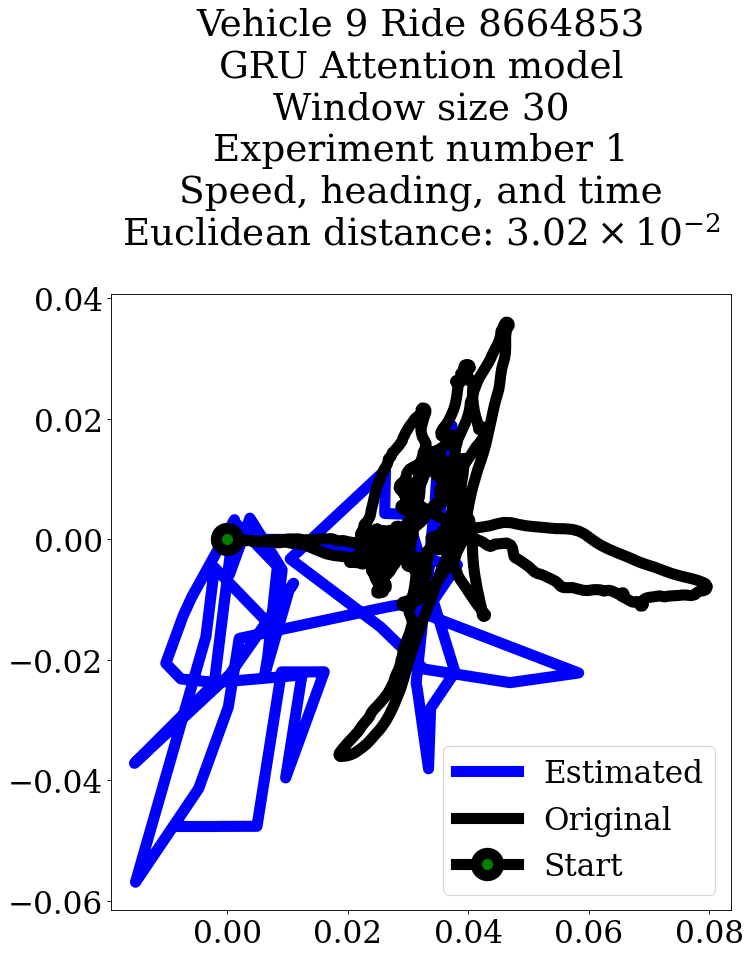 Vehicle 9 Ride 8664853
GRU Attention model
Window size 30
Experiment number 1
Speed, heading, and time
Euclidean distance: 3.02 × 10⁻²
0.04
0.02
0.00
−0.02
−0.04
−0.06
0.00 0.02 0.04 0.06 0.08
Estimated
Original
Start